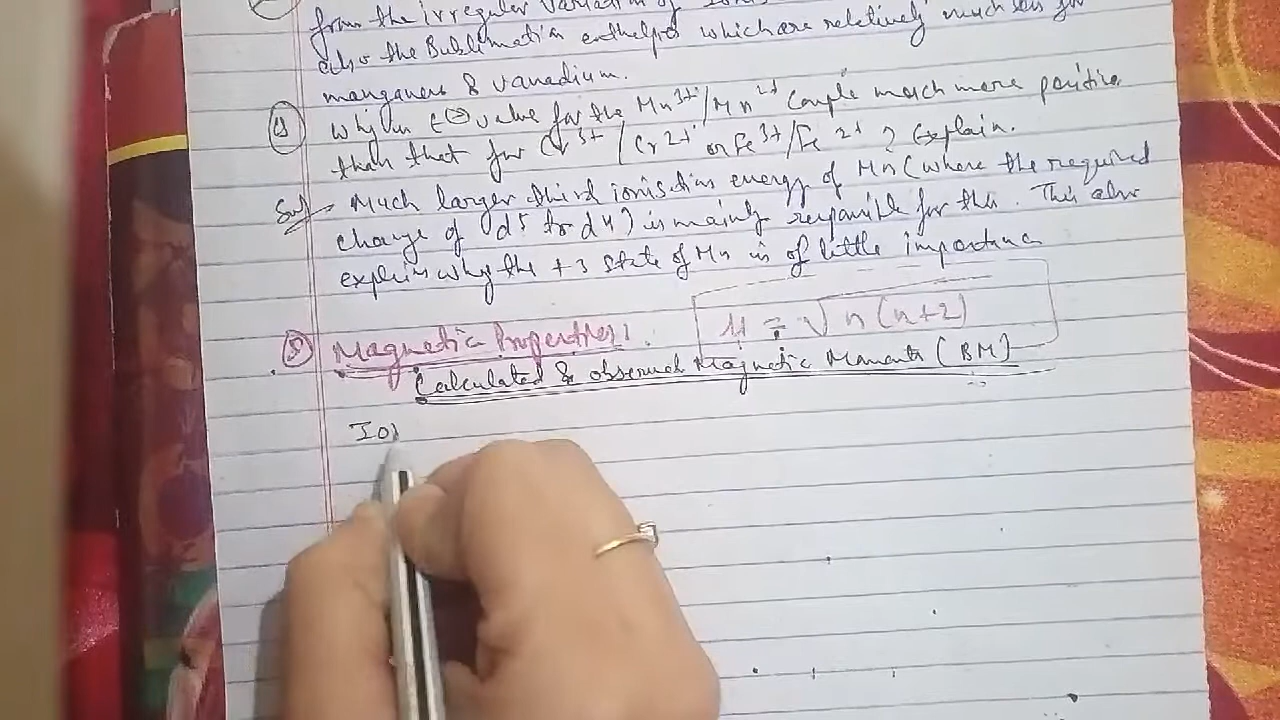 from the irregular variation of
also the Sublimation enthalpies which are relatively much less for
manganese & vanadium.
Why is E⊖ value for the Mn³⁺/Mn²⁺ Couple much more positive
than that for Cr³⁺/Cr²⁺ or Fe³⁺/Fe²⁺ ? Explain.
Sol → Much larger third ionisation energy of Mn (where the required
change of d5 to d4) is mainly responsible for this. This also
explain why the +3 state of Mn is of little importance
μ = √n(n+2)
Magnetic Properties:
Calculated & observed Magnetic Moments (BM)
Ion